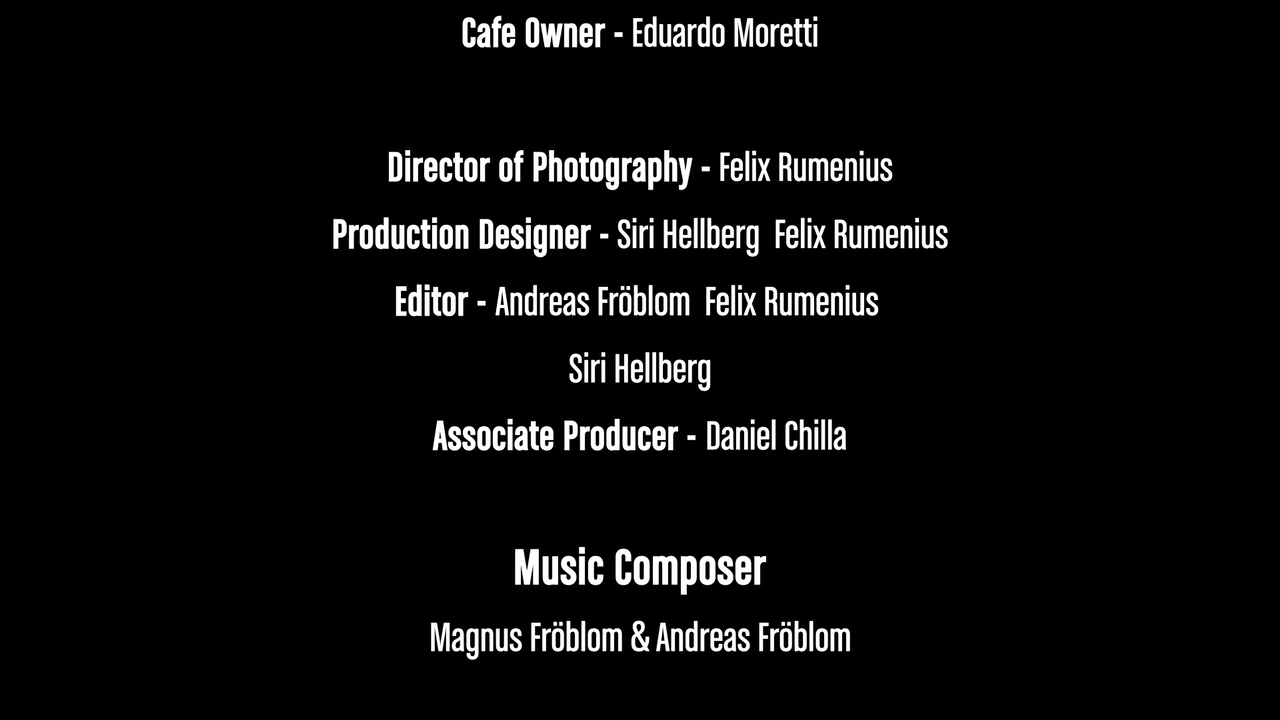 Cafe Owner - Eduardo Moretti
Director of Photography - Felix Rumenius
Production Designer - Siri Hellberg  Felix Rumenius
Editor - Andreas Fröblom  Felix Rumenius
Siri Hellberg
Associate Producer - Daniel Chilla
Music Composer
Magnus Fröblom & Andreas Fröblom